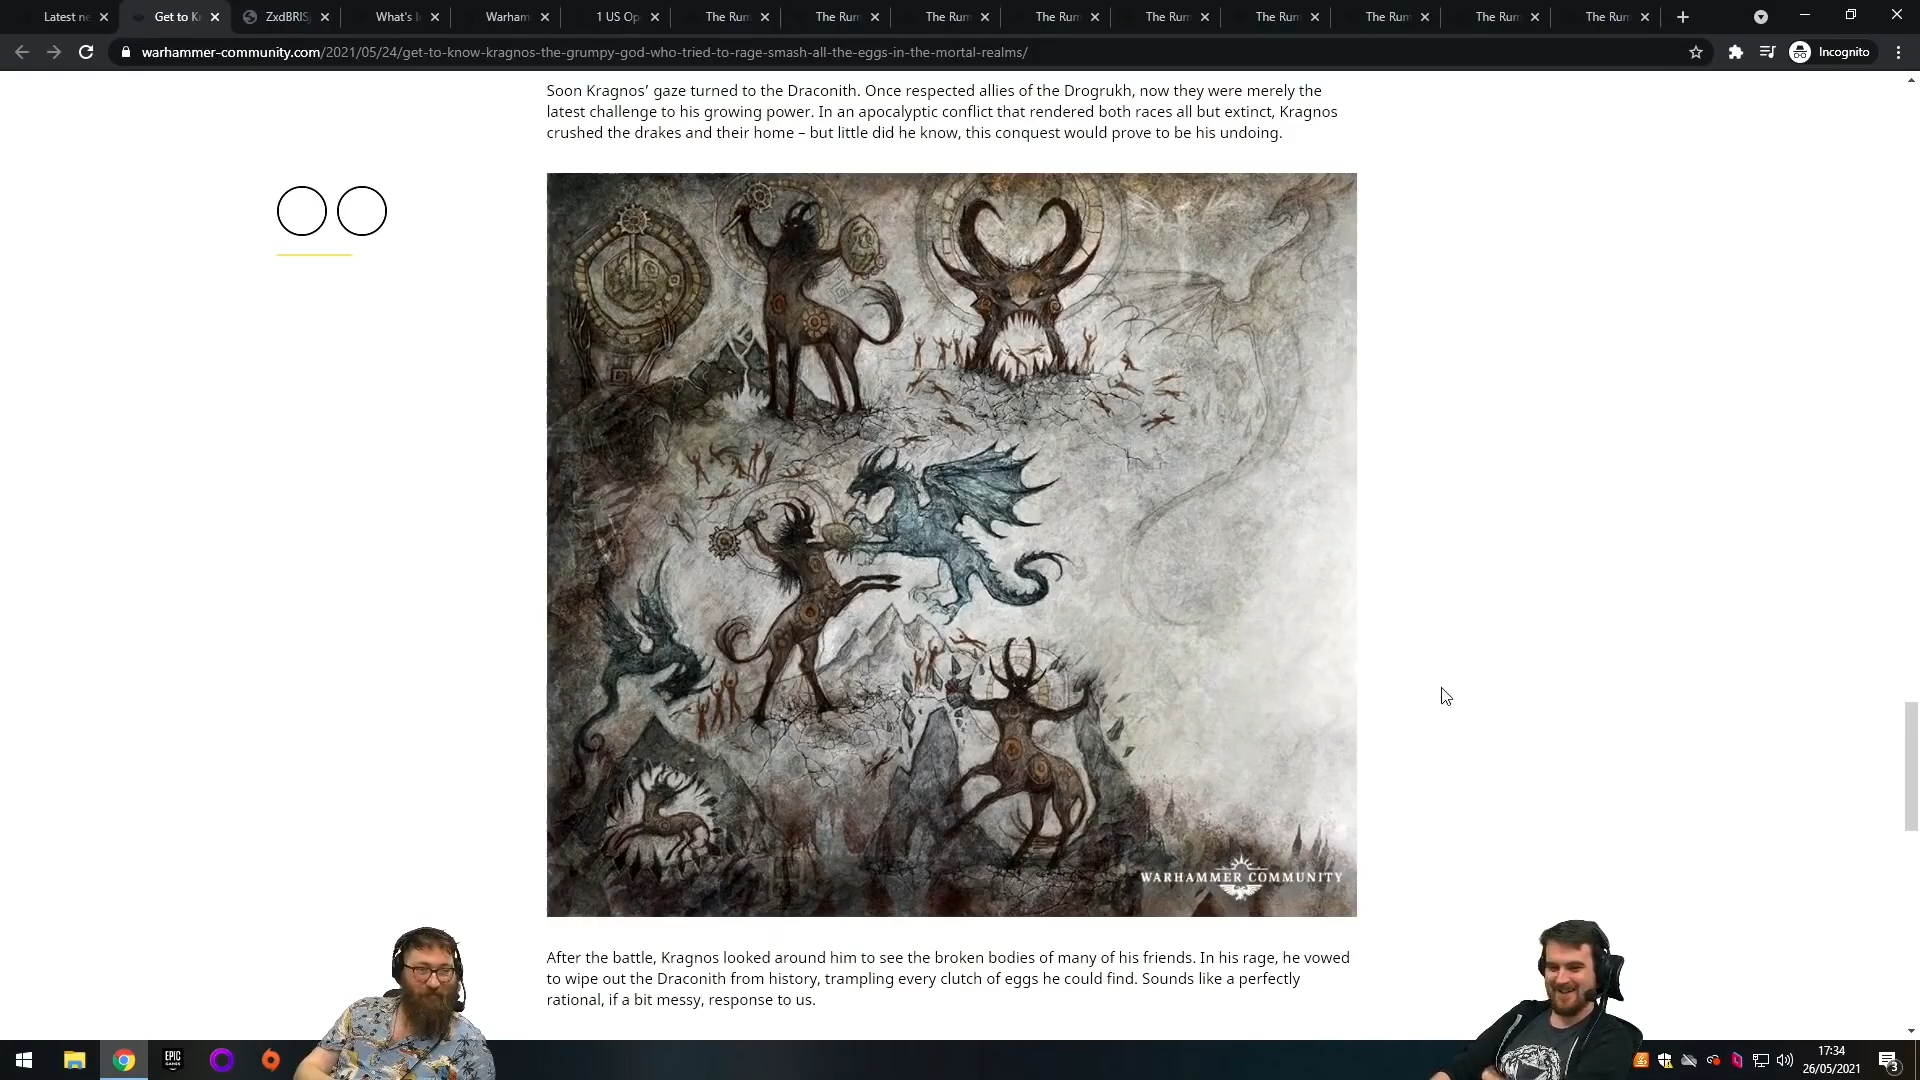 Latest ne
Get to K
ZxdBRIS
What's I
Warham
1 US Op
The Rum
The Rum
The Rum
The Rum
The Rum
The Rum
The Rum
The Rum
The Rum
warhammer-community.com/2021/05/24/get-to-know-kragnos-the-grumpy-god-who-tried-to-rage-smash-all-the-eggs-in-the-mortal-realms/
Incognito
Soon Kragnos’ gaze turned to the Draconith. Once respected allies of the Drogrukh, now they were merely the
latest challenge to his growing power. In an apocalyptic conflict that rendered both races all but extinct, Kragnos
crushed the drakes and their home – but little did he know, this conquest would prove to be his undoing.
WARHAMMER COMMUNITY
After the battle, Kragnos looked around him to see the broken bodies of many of his friends. In his rage, he vowed
to wipe out the Draconith from history, trampling every clutch of eggs he could find. Sounds like a perfectly
rational, if a bit messy, response to us.
EPIC
GAMES
17:34
26/05/2021
3